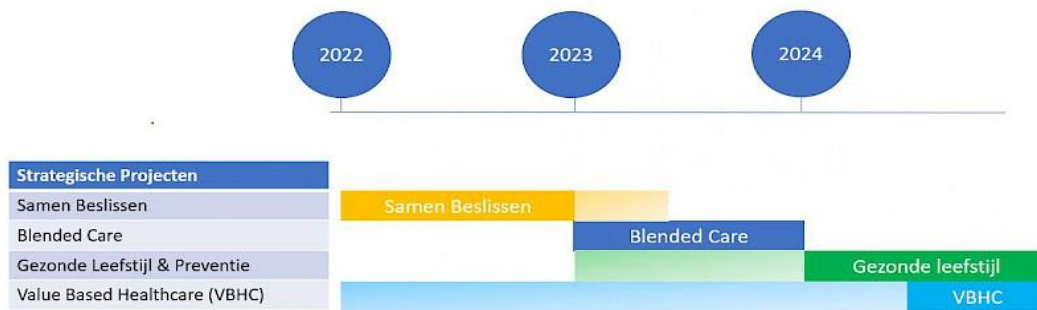 2022 2023 2024
Strategische Projecten
Samen Beslissen Samen Beslissen
Blended Care Blended Care
Gezonde Leefstijl & Preventie Gezonde leefstijl
Value Based Healthcare (VBHC) VBHC